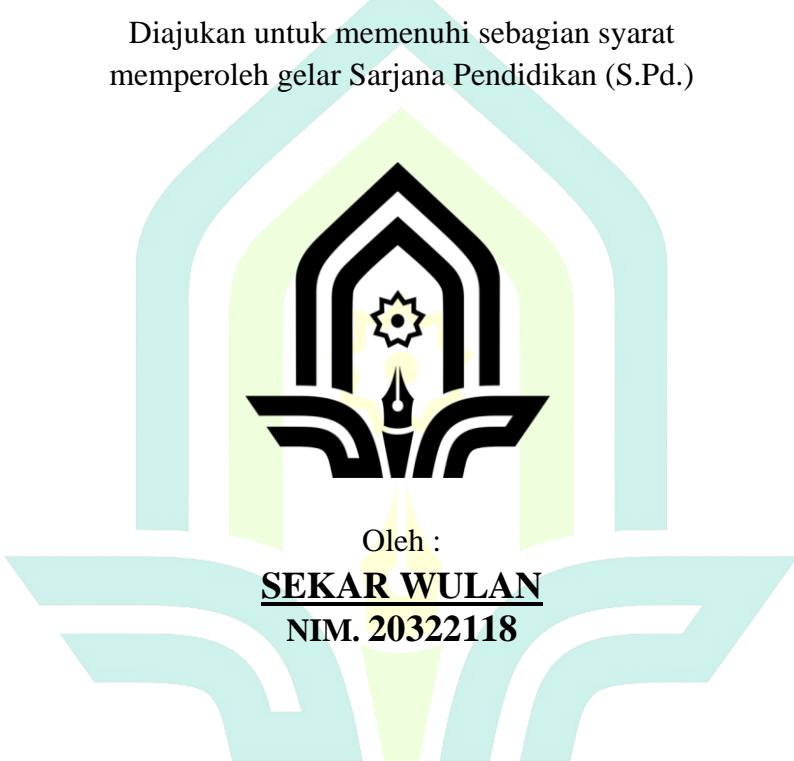 Diajukan untuk memenuhi sebagian syarat
memperoleh gelar Sarjana Pendidikan (S.Pd.)
Oleh :
SEKAR WULAN
NIM. 20322118